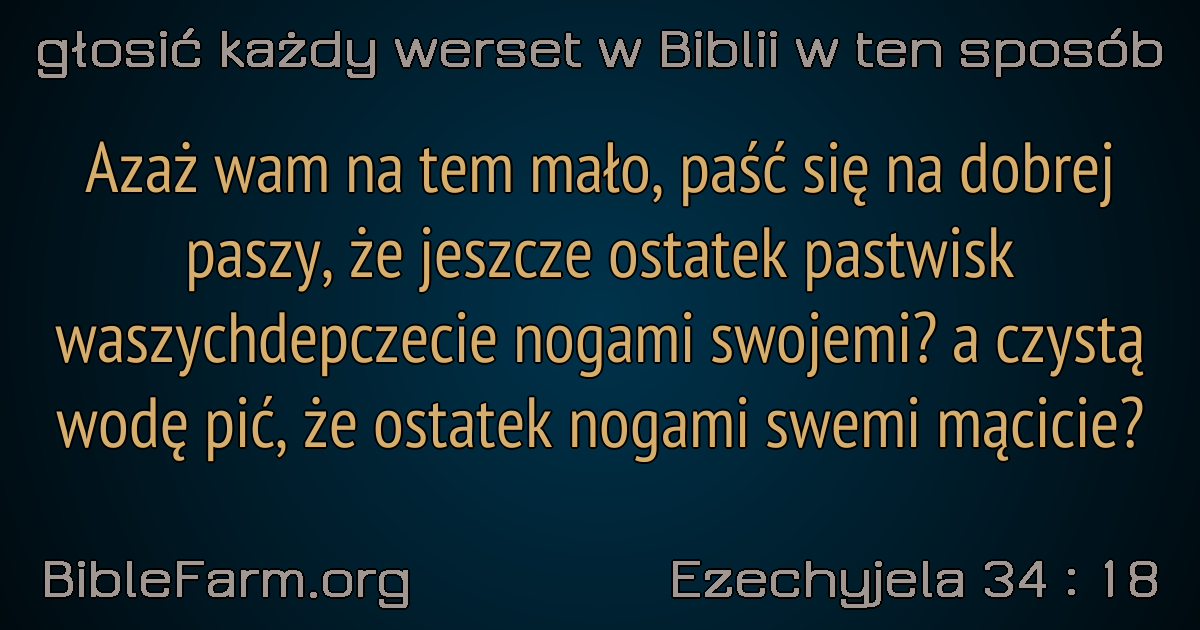 głosić każdy werset w Biblii w ten sposób
Azaż wam na tem mało, paść się na dobrej
paszy, że jeszcze ostatek pastwisk
waszychdepczecie nogami swojemi? a czystą
wodę pić, że ostatek nogami swemi mącicie?
BibleFarm.org
Ezechyjela 34 : 18